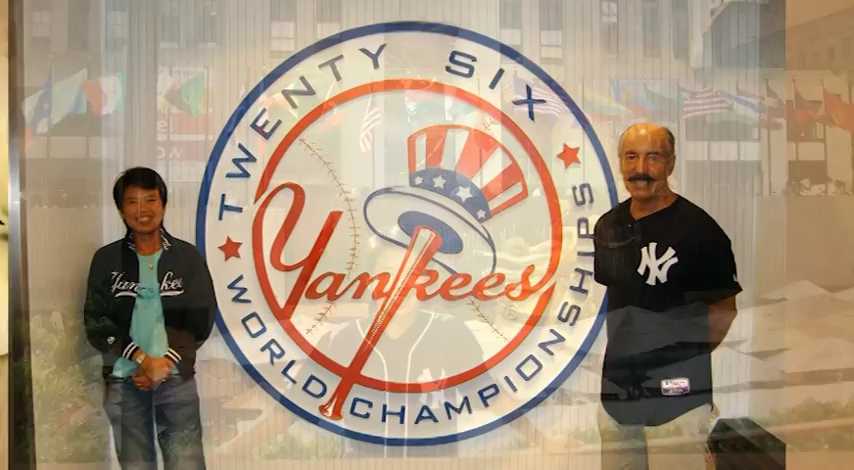 TWENTY SIX
Yankees
WORLD CHAMPIONSHIPS
Yankees
NY